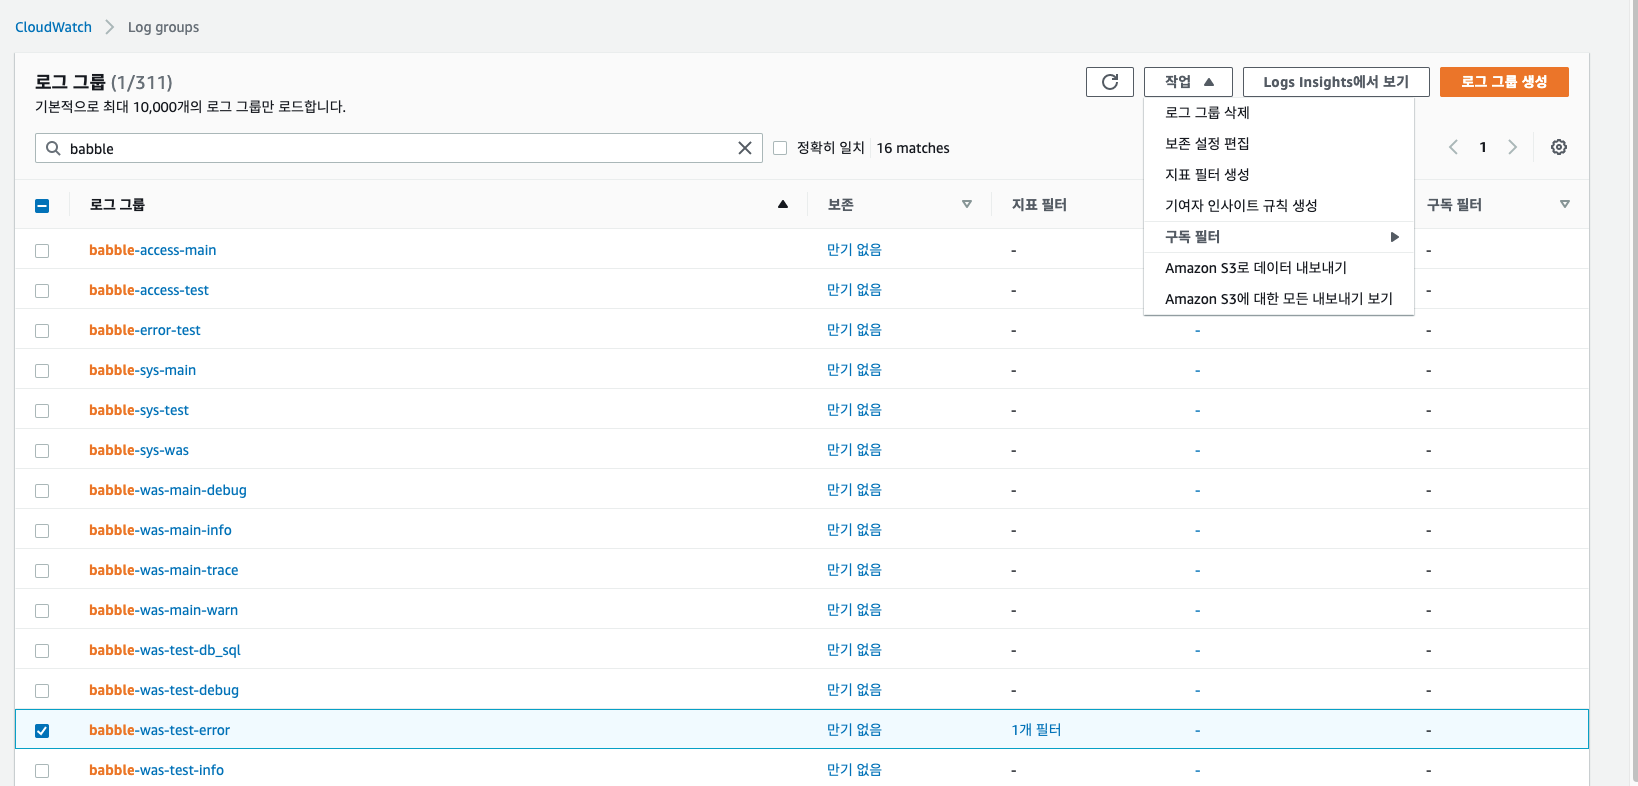 CloudWatch > Log groups
로그 그룹 (1/311)
기본적으로 최대 10,000개의 로그 그룹만 로드합니다.
작업 ▲
Logs Insights에서 보기
로그 그룹 생성
babble
정확히 일치
16 matches
1
로그 그룹 삭제
보존 설정 편집
지표 필터 생성
기여자 인사이트 규칙 생성
구독 필터 ▶
Amazon S3로 데이터 내보내기
Amazon S3에 대한 모든 내보내기 보기
로그 그룹 ▲ 보존 ▽ 지표 필터 구독 필터 ▽
babble-access-main 만기 없음 - -
babble-access-test 만기 없음 - -
babble-error-test 만기 없음 - - -
babble-sys-main 만기 없음 - - -
babble-sys-test 만기 없음 - - -
babble-sys-was 만기 없음 - - -
babble-was-main-debug 만기 없음 - - -
babble-was-main-info 만기 없음 - - -
babble-was-main-trace 만기 없음 - - -
babble-was-main-warn 만기 없음 - - -
babble-was-test-db_sql 만기 없음 - - -
babble-was-test-debug 만기 없음 - - -
babble-was-test-error 만기 없음 1개 필터 - -
babble-was-test-info 만기 없음 - - -